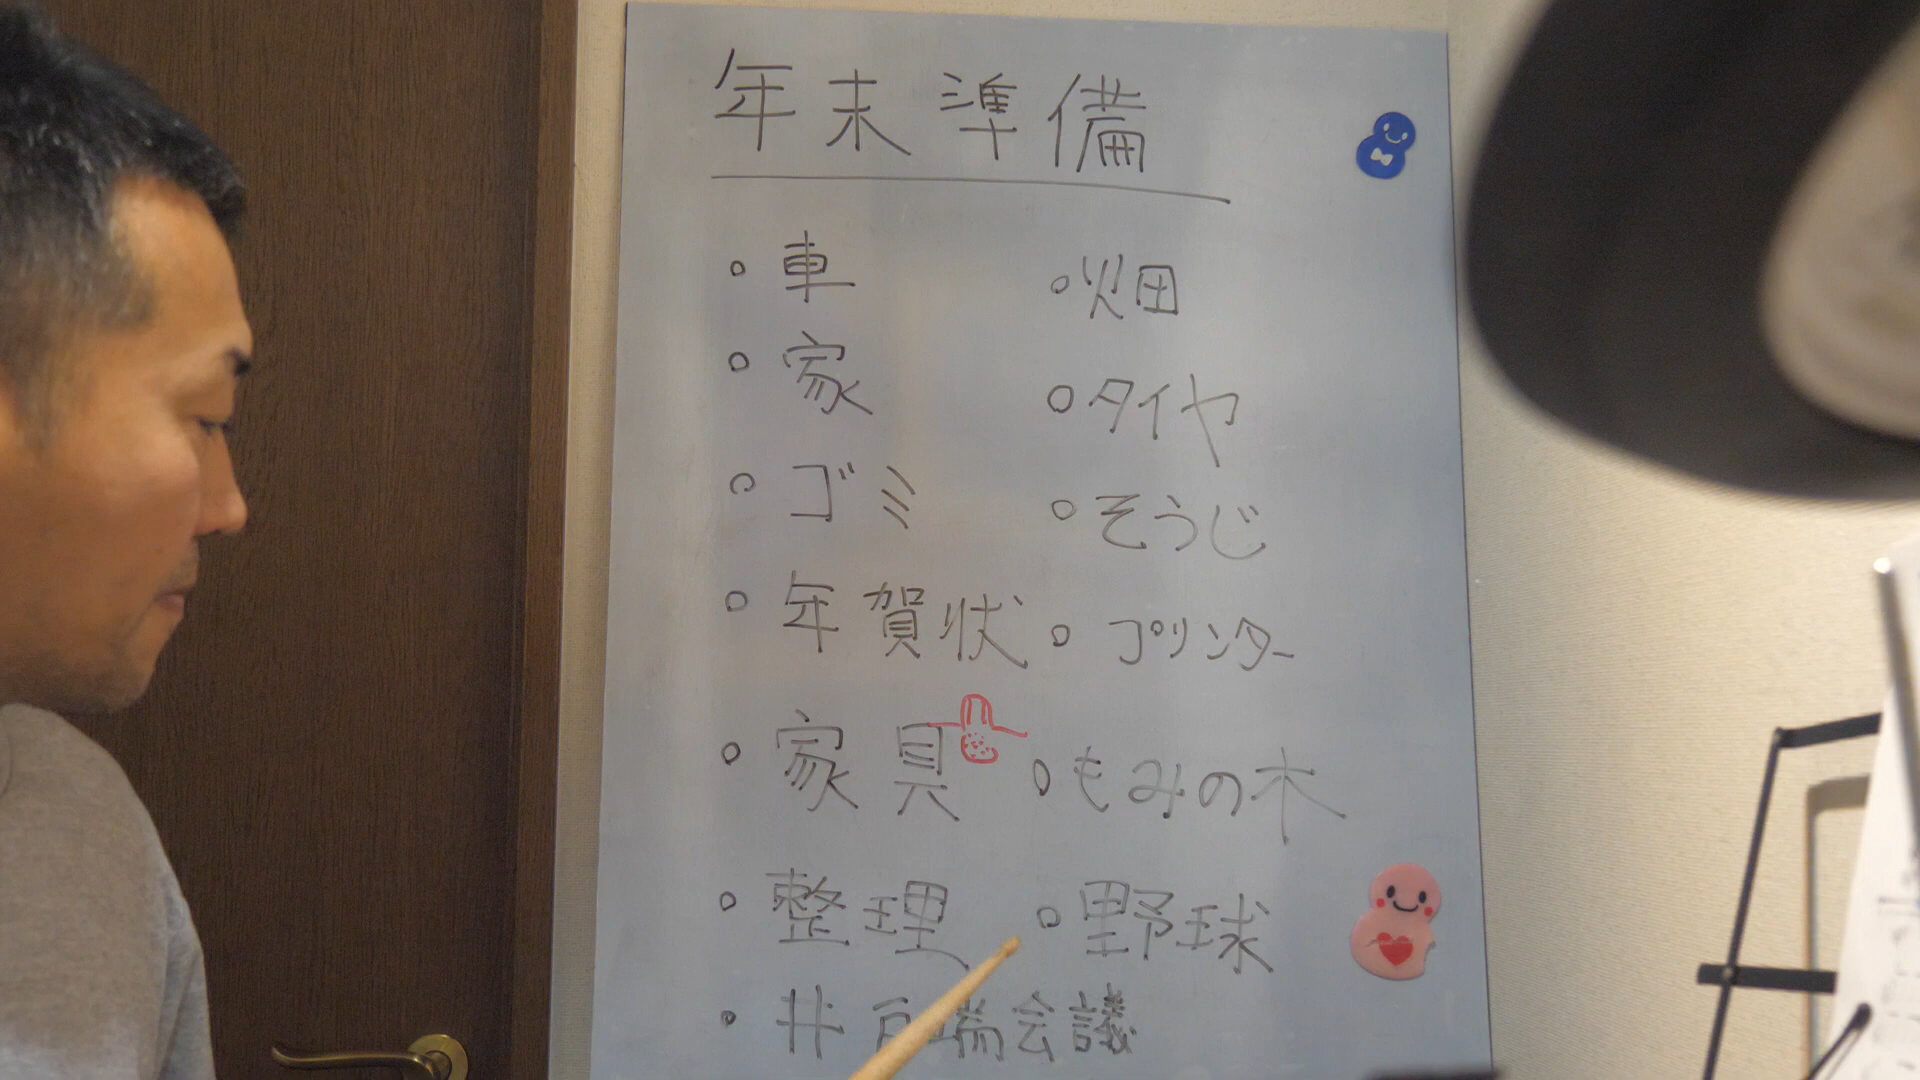 年末準備
・車
・家
・ゴミ
・年賀状
・家具
・整理
・井戸端会議
・畑
・タイヤ
・そうじ
・プリンター
・もみの木
・野球